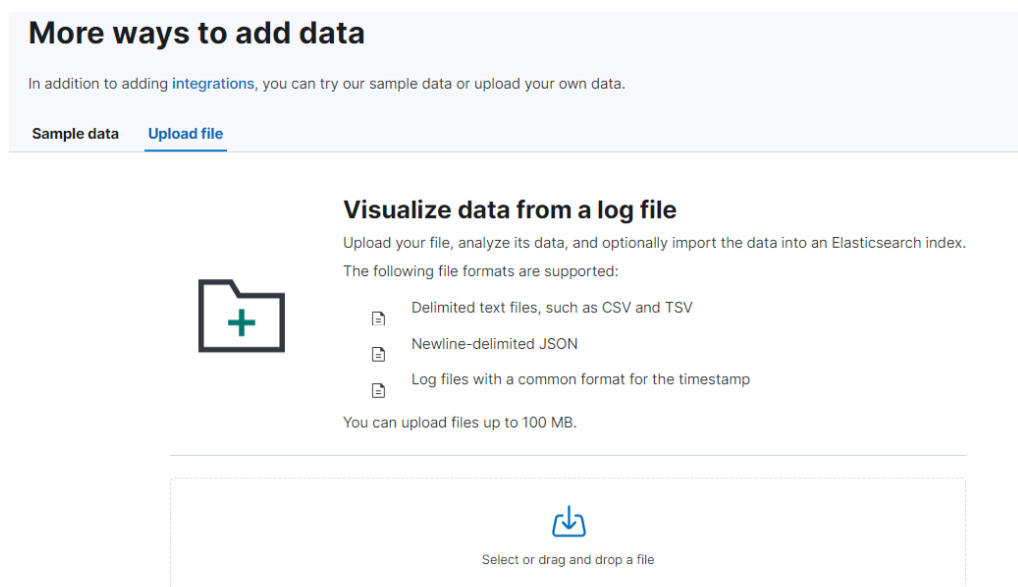 More ways to add data
In addition to adding integrations, you can try our sample data or upload your own data.
Sample data Upload file
Visualize data from a log file
Upload your file, analyze its data, and optionally import the data into an Elasticsearch index.
The following file formats are supported:
Delimited text files, such as CSV and TSV
Newline-delimited JSON
Log files with a common format for the timestamp
You can upload files up to 100 MB.
Select or drag and drop a file